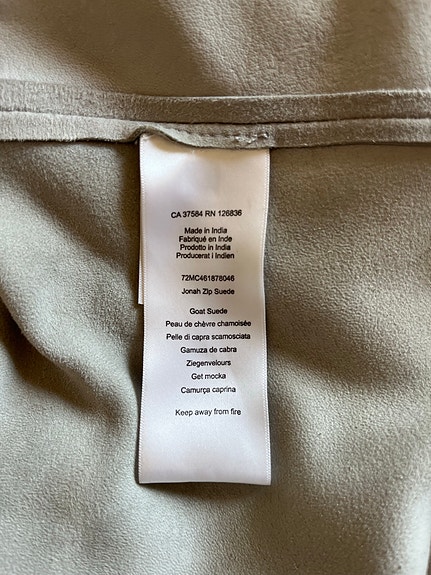 CA 37584 RN 126836
Made in India
Fabriqué en Inde
Prodotto in India
Producerat i Indien
72MC461878046
Jonah Zip Suede
Goat Suede
Peau de chèvre chamoisée
Pelle di capra scamosciata
Gamuza de cabra
Ziegenvelours
Get mocka
Camurça caprina
Keep away from fire